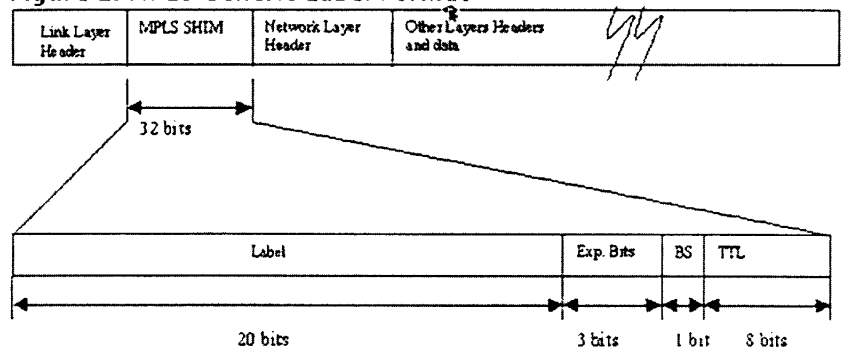 Link Layer
Header
MPLS SHIM
Network Layer
Header
Other Layers Headers
and data
32 bits
Label
Exp. Bits
BS
TTL
20 bits
3 bits
1 bit
8 bits